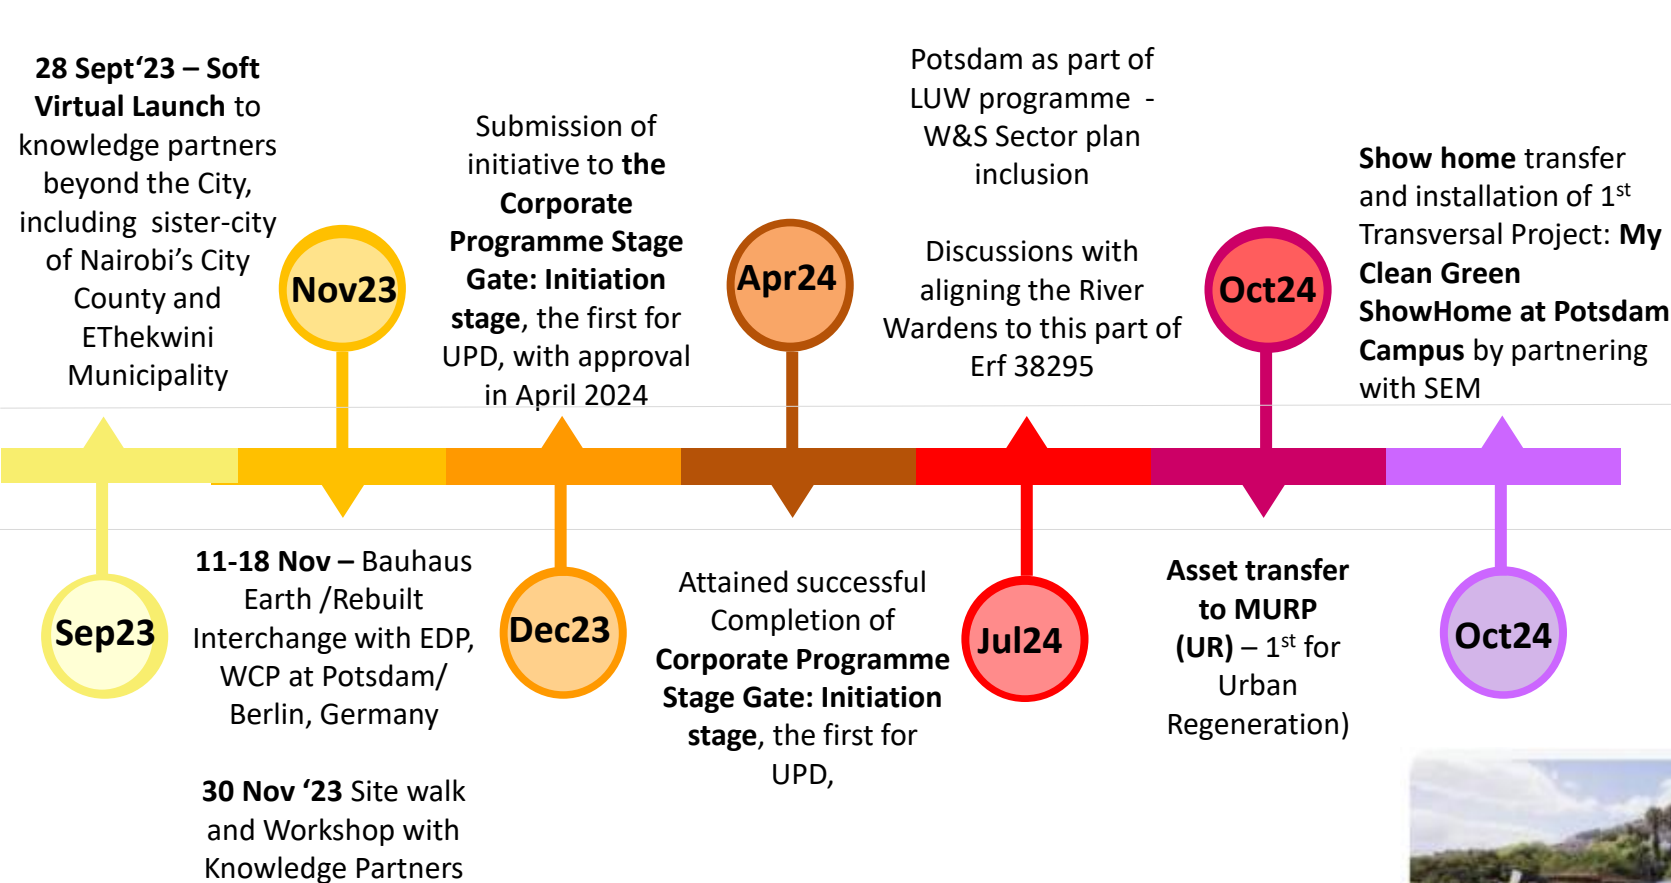 28 Sept‘23 – Soft
Virtual Launch to
knowledge partners
beyond the City,
including sister-city
of Nairobi’s City
County and
EThekwini
Municipality
Sep23
Nov23
11-18 Nov – Bauhaus
Earth /Rebuilt
Interchange with EDP,
WCP at Potsdam/
Berlin, Germany
30 Nov ‘23 Site walk
and Workshop with
Knowledge Partners
Submission of
initiative to the
Corporate
Programme Stage
Gate: Initiation
stage, the first for
UPD, with approval
in April 2024
Dec23
Apr24
Attained successful
Completion of
Corporate Programme
Stage Gate: Initiation
stage, the first for
UPD,
Potsdam as part of
LUW programme -
W&S Sector plan
inclusion
Discussions with
aligning the River
Wardens to this part of
Erf 38295
Jul24
Oct24
Asset transfer
to MURP
(UR) – 1st for
Urban
Regeneration)
Show home transfer
and installation of 1st
Transversal Project: My
Clean Green
ShowHome at Potsdam
Campus by partnering
with SEM
Oct24